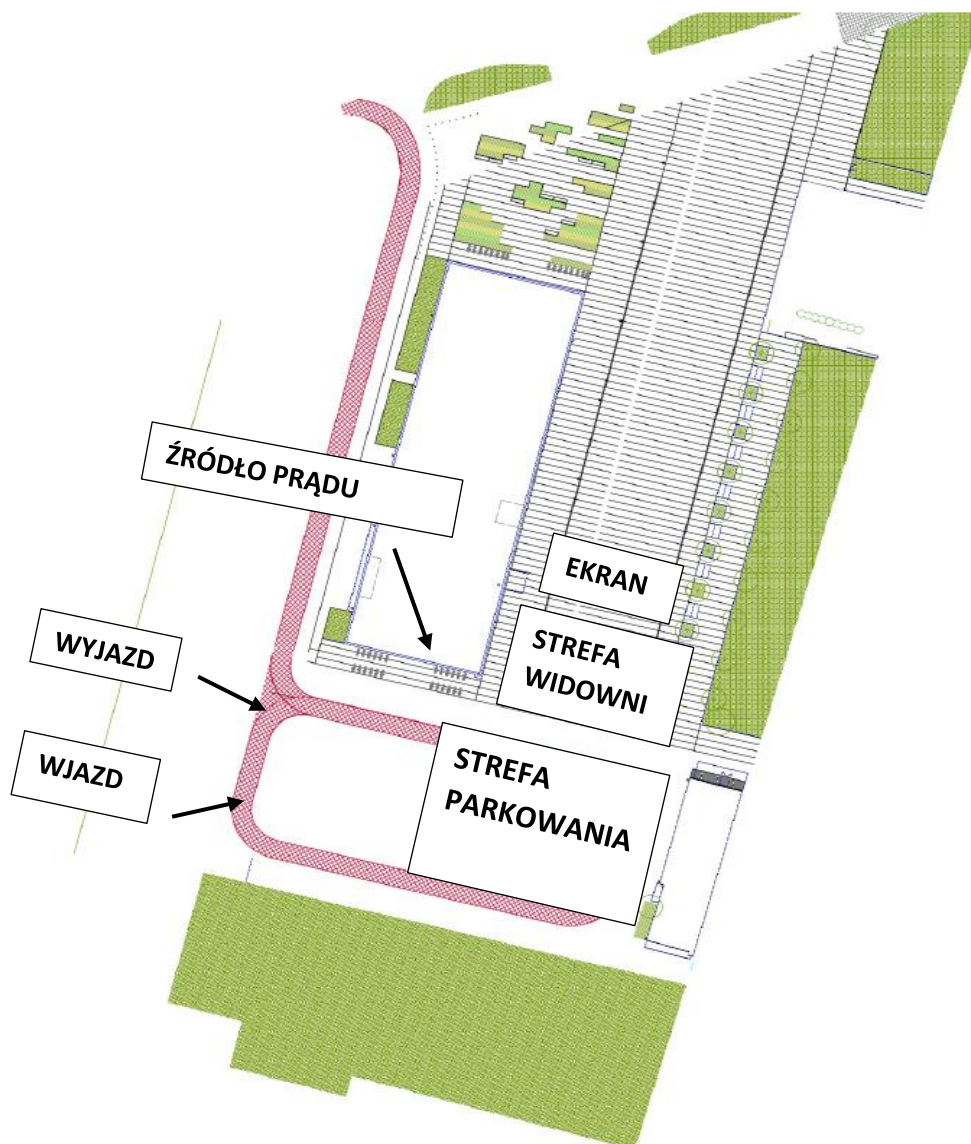 ŹRÓDŁO PRĄDU
EKRAN
STREFA
WIDOWNI
WYJAZD
WJAZD
STREFA
PARKOWANIA